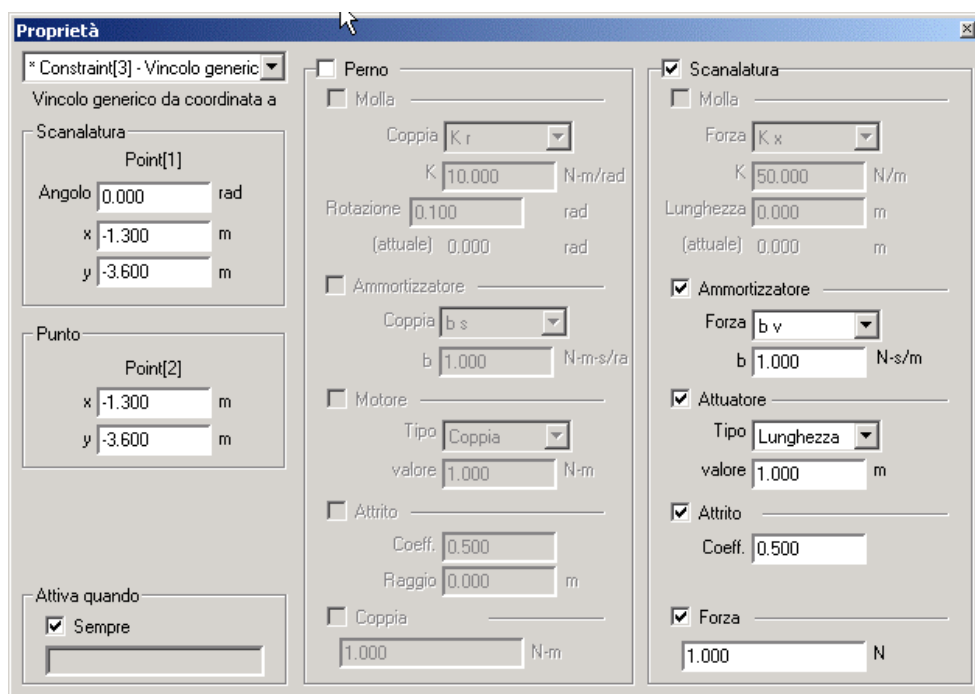 Proprietà
* Constraint[3] - Vincolo generic
Vincolo generico da coordinata a
Scanalatura
Point[1]
Angolo 0.000 rad
x -1.300 m
y -3.600 m
Punto
Point[2]
x -1.300 m
y -3.600 m
Attiva quando
Sempre
Perno
Molla
Coppia K r
K 10.000 N-m/rad
Rotazione 0.100 rad
(attuale) 0.000 rad
Ammortizzatore
Coppia b s
b 1.000 N-m-s/ra
Motore
Tipo Coppia
valore 1.000 N-m
Attrito
Coeff. 0.500
Raggio 0.000 m
Coppia
1.000 N-m
Scanalatura
Molla
Forza K x
K 50.000 N/m
Lunghezza 0.000 m
(attuale) 0.000 m
Ammortizzatore
Forza b v
b 1.000 N-s/m
Attuatore
Tipo Lunghezza
valore 1.000 m
Attrito
Coeff. 0.500
Forza
1.000 N